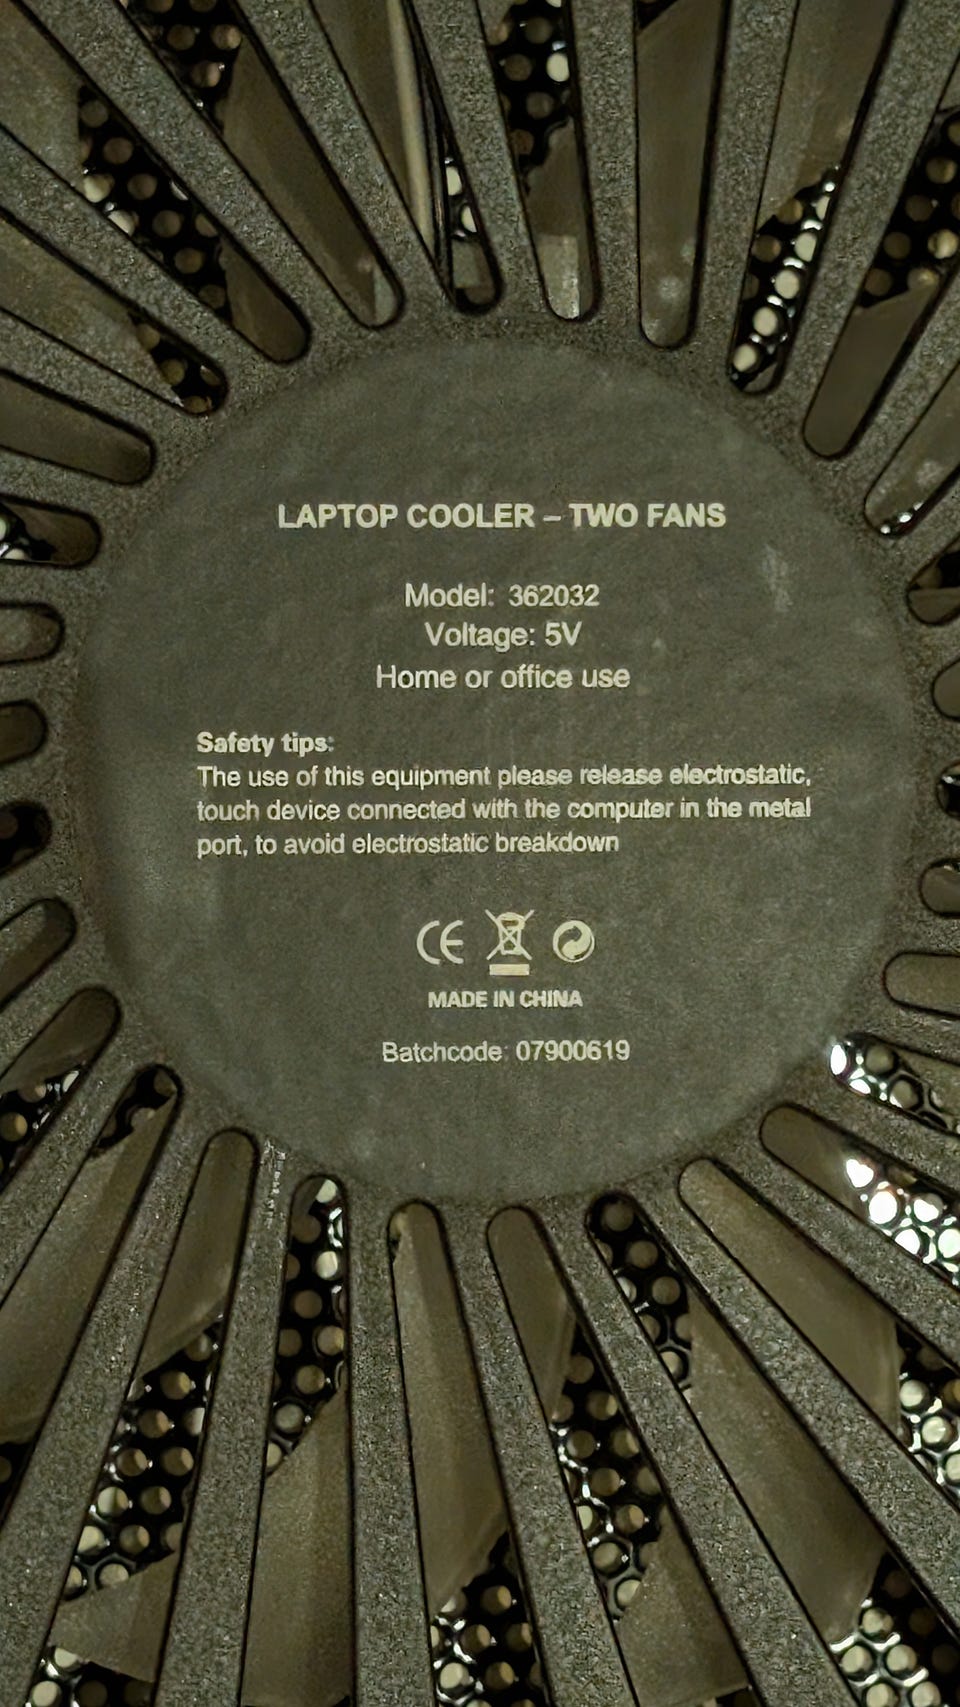 LAPTOP COOLER – TWO FANS
Model: 362032
Voltage: 5V
Home or office use
Safety tips:
The use of this equipment please release electrostatic,
touch device connected with the computer in the metal
port, to avoid electrostatic breakdown
CE
MADE IN CHINA
Batchcode: 07900619